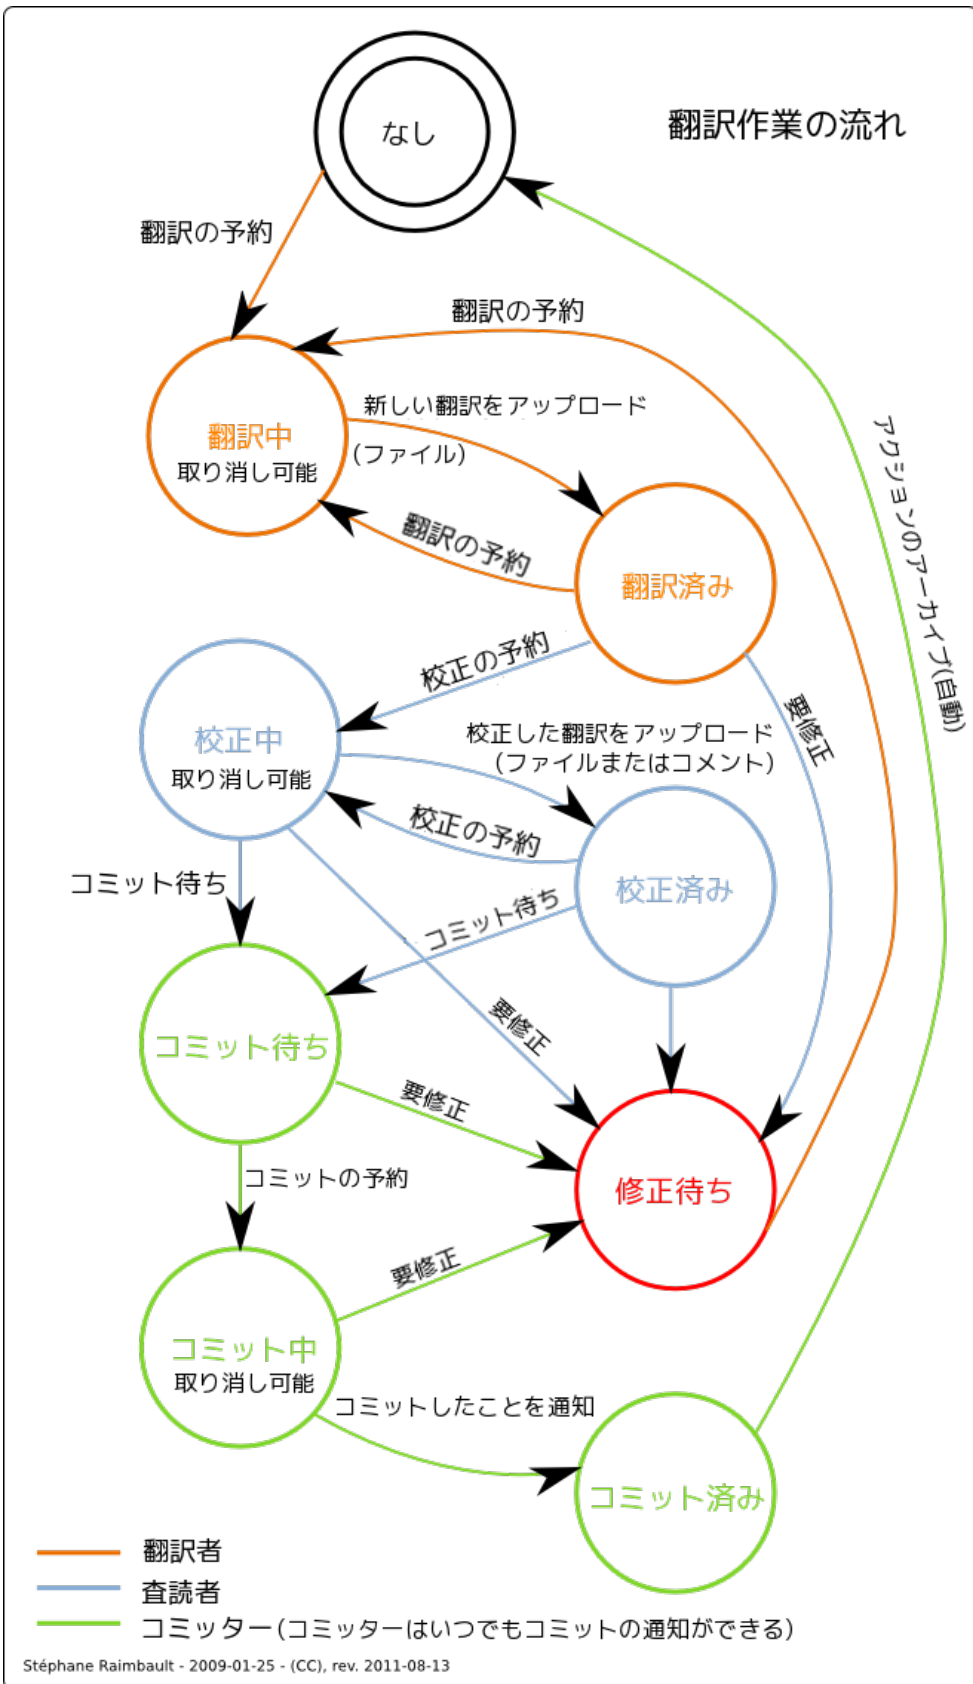 なし
翻訳作業の流れ
翻訳の予約
翻訳の予約
新しい翻訳をアップロード
(ファイル)
翻訳中
取り消し可能
翻訳の予約
翻訳済み
アクションのアーカイブ(自動)
校正の予約
要修正
校正中
取り消し可能
校正した翻訳をアップロード
(ファイルまたはコメント)
校正の予約
コミット待ち
校正済み
コミット待ち
要修正
コミット待ち
要修正
コミットの予約
修正待ち
要修正
コミット中
取り消し可能
コミットしたことを通知
コミット済み
翻訳者
査読者
コミッター(コミッターはいつでもコミットの通知ができる)
Stéphane Raimbault - 2009-01-25 - (CC), rev. 2011-08-13